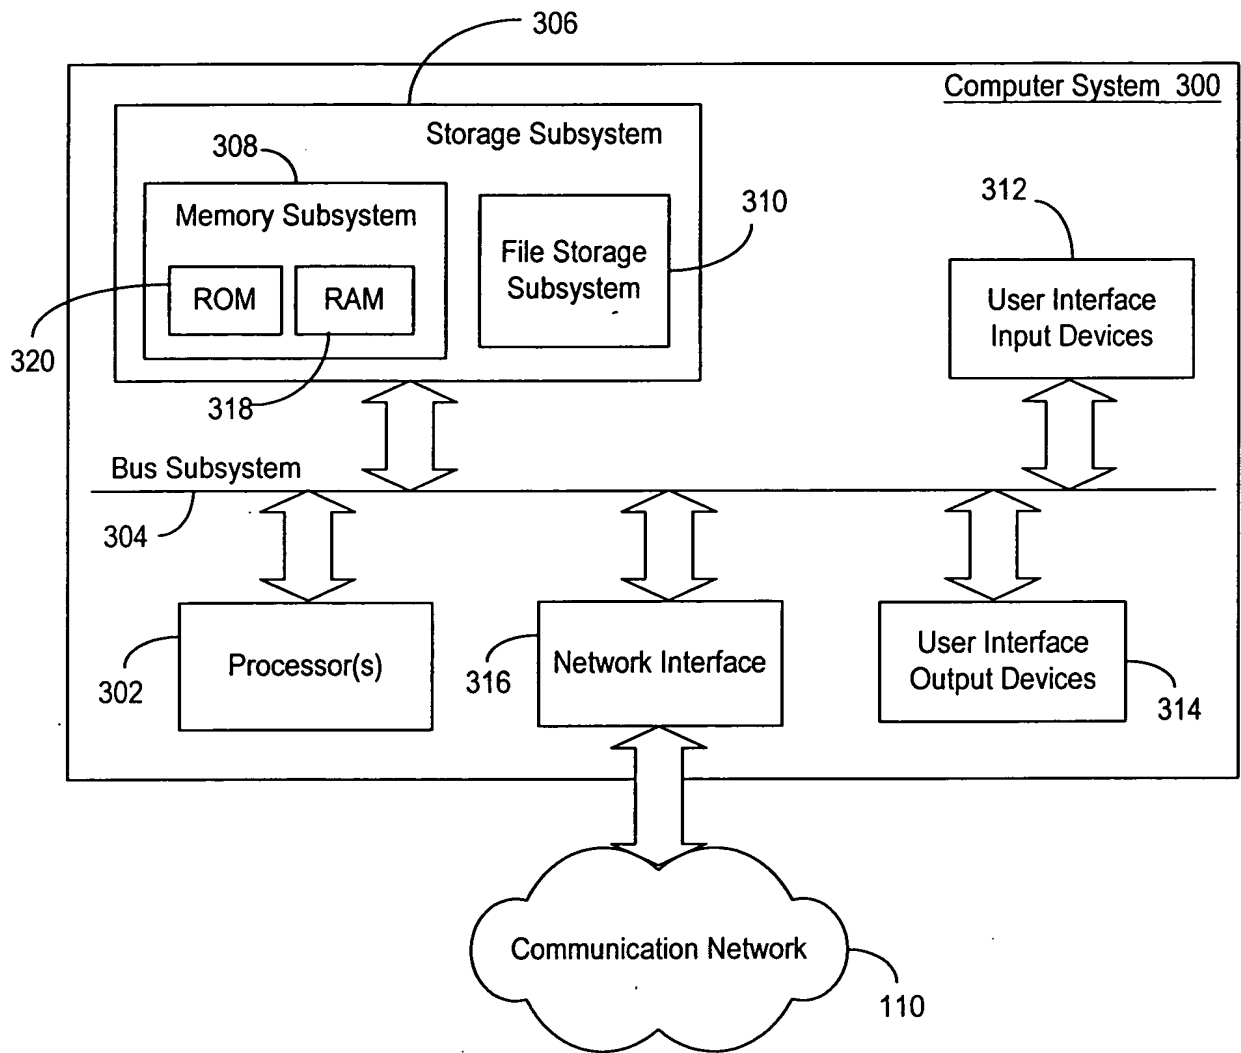 306
Computer System 300
Storage Subsystem
308
Memory Subsystem
310
312
File Storage
Subsystem
ROM
RAM
User Interface
Input Devices
320
318
Bus Subsystem
304
Processor(s)
302
Network Interface
316
User Interface
Output Devices
314
Communication Network
110